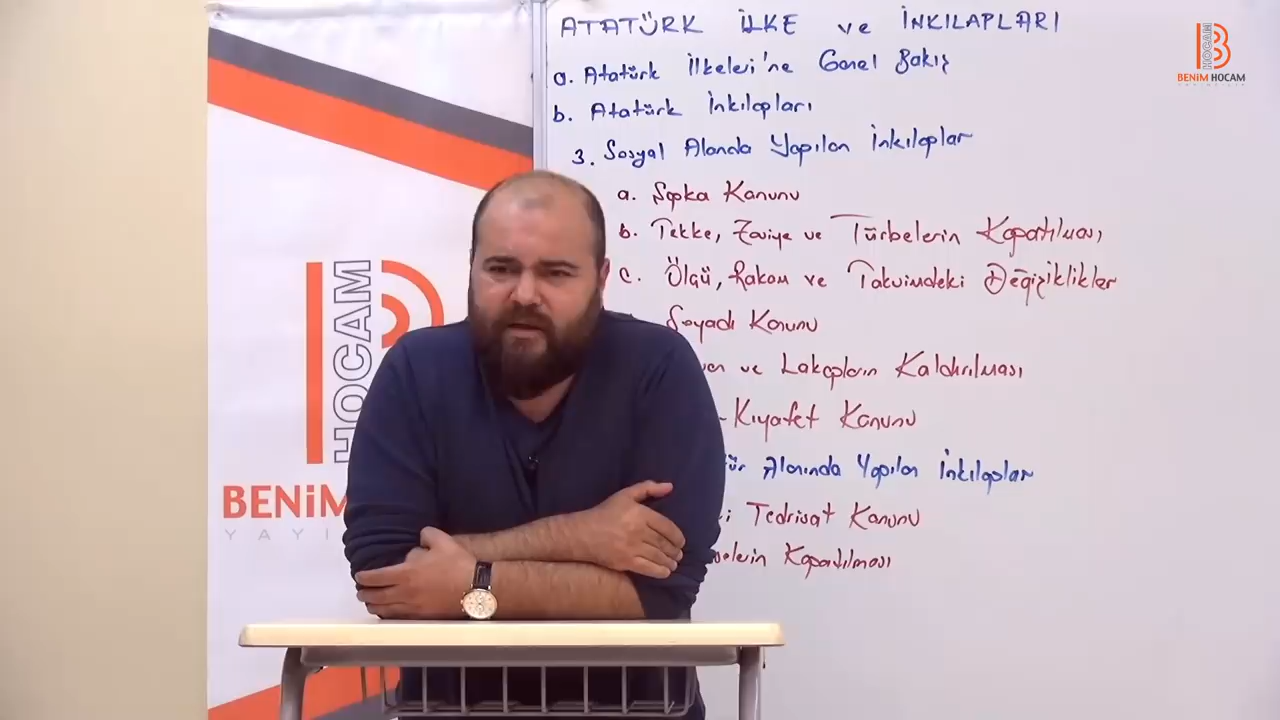 ATATÜRK İLKE ve İNKILAPLARI
a. Atatürk İlkeleri'ne Genel Bakış
b. Atatürk İnkılapları
3. Sosyal Alanda Yapılan İnkılaplar
a. Şapka Kanunu
b. Tekke, Zaviye ve Türbelerin Kapatılması
c. Ölçü, Rakam ve Takvimdeki Değişiklikler
Soyadı Kanunu
ve Lakapların Kaldırılması
Kıyafet Kanunu
Alanında Yapılan İnkılaplar
Tedrisat Kanunu
Kapatılması
HOCAM
BENİM
YAYI
HOCAM
BENİM HOCAM